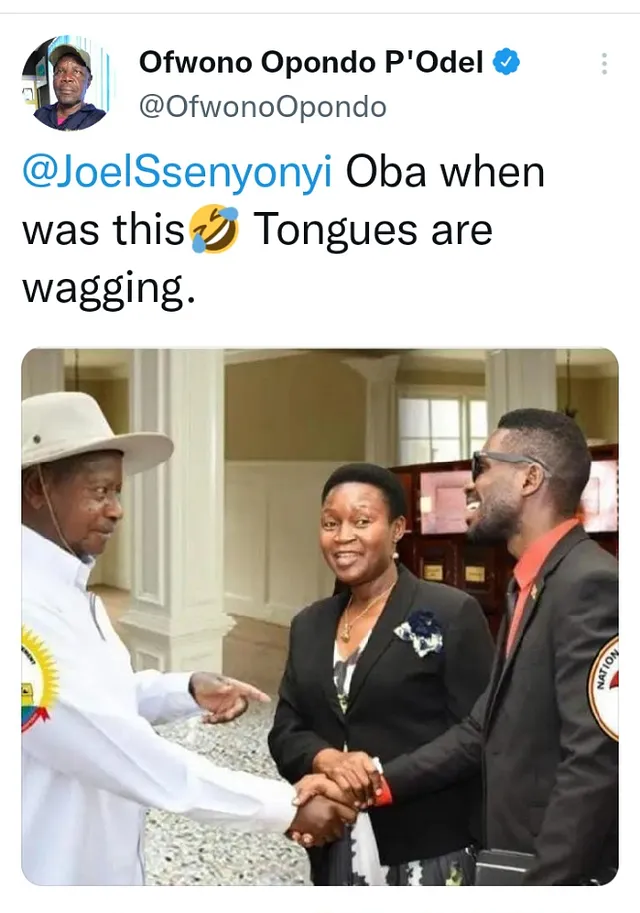 Ofwono Opondo P'Odel
@OfwonoOpondo
@JoelSsenyonyi Oba when
was this🤣 Tongues are
wagging.
NATION